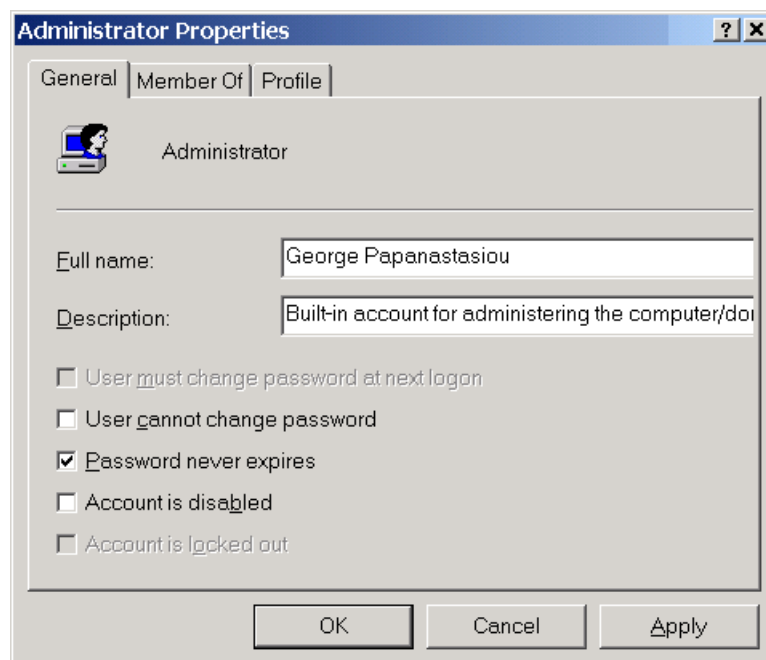 Administrator Properties
General Member Of Profile
Administrator
Full name: George Papanastasiou
Description: Built-in account for administering the computer/do
User must change password at next logon
User cannot change password
Password never expires
Account is disabled
Account is locked out
OK Cancel Apply